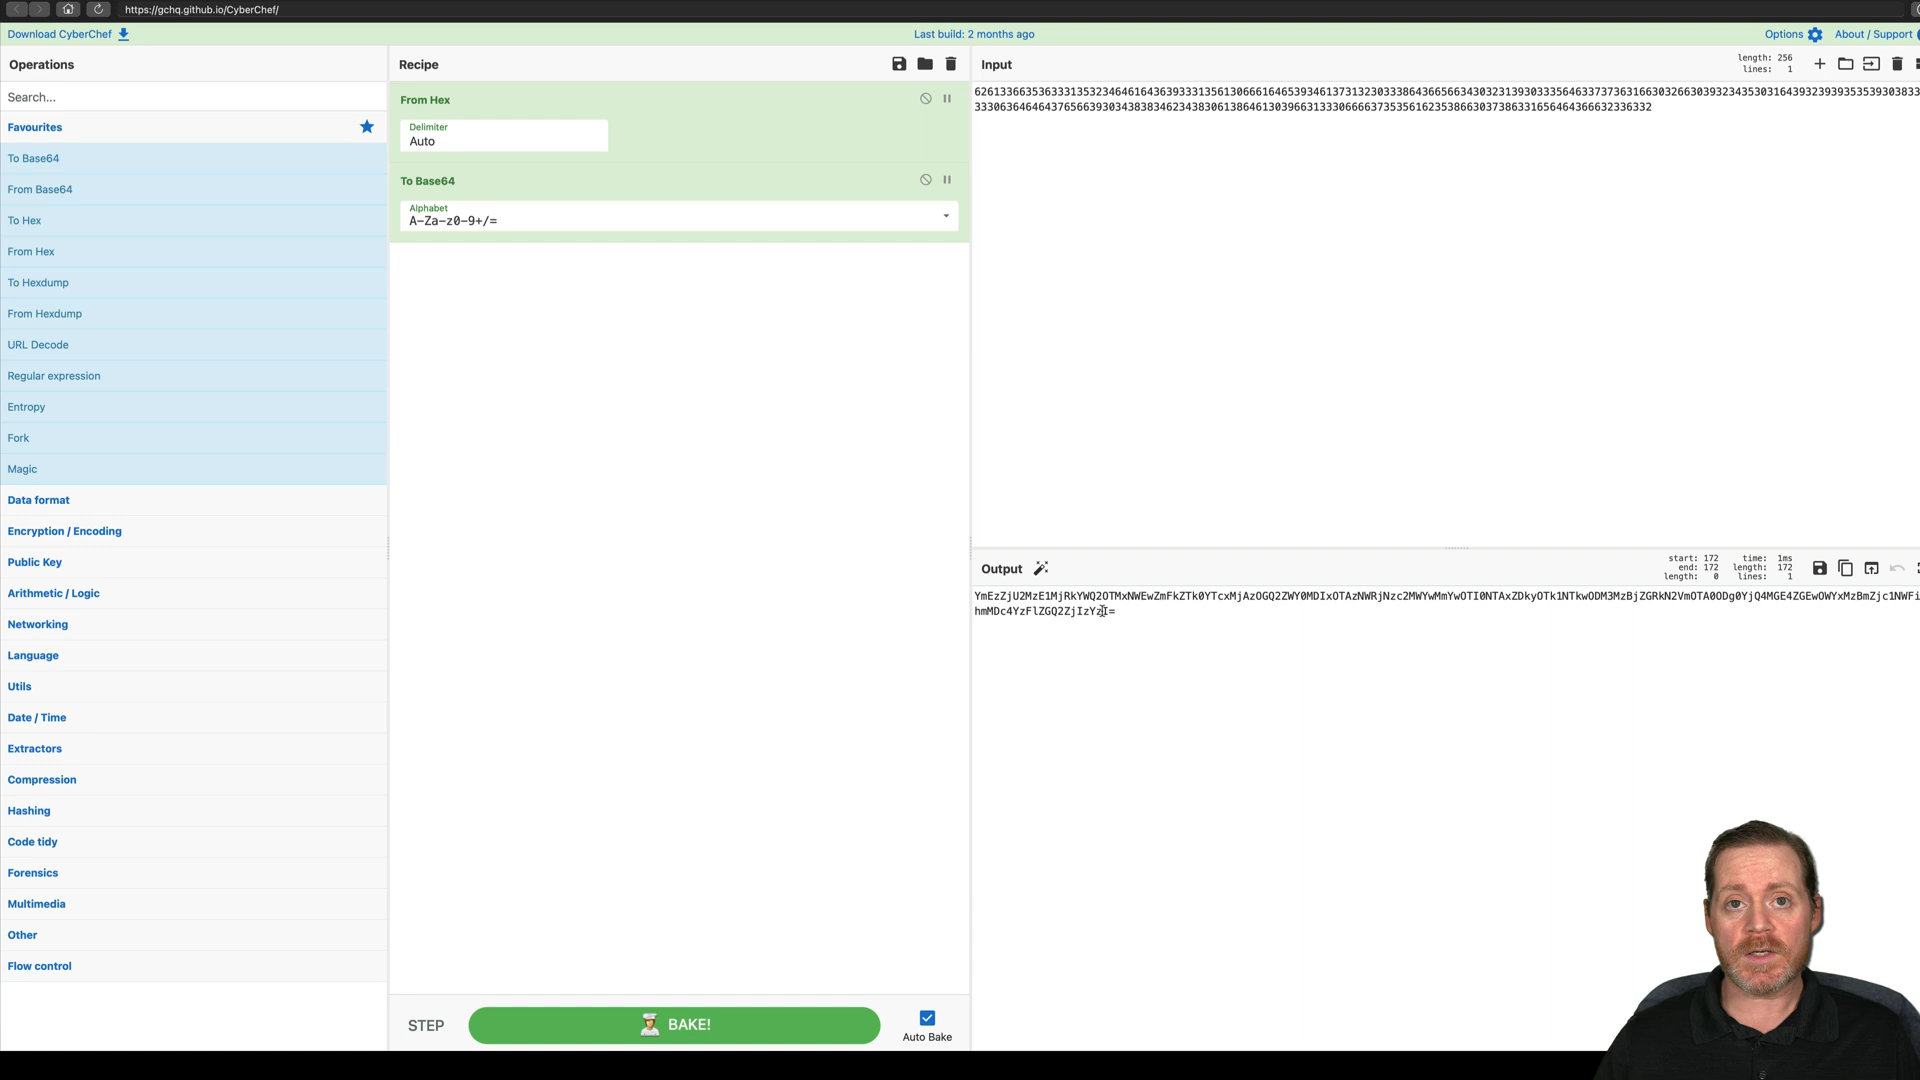 https://gchq.github.io/CyberChef/
Download CyberChef
Last build: 2 months ago
Options
About / Support
Operations
Search...
Favourites
To Base64
From Base64
To Hex
From Hex
To Hexdump
From Hexdump
URL Decode
Regular expression
Entropy
Fork
Magic
Data format
Encryption / Encoding
Public Key
Arithmetic / Logic
Networking
Language
Utils
Date / Time
Extractors
Compression
Hashing
Code tidy
Forensics
Multimedia
Other
Flow control
Recipe
From Hex
Delimiter
Auto
To Base64
Alphabet
A-Za-z0-9+/=
STEP
BAKE!
Auto Bake
Input
length: 256
lines: 1
Output
start: 172
end: 172
length: 0
time: 1ms
length: 172
lines: 1